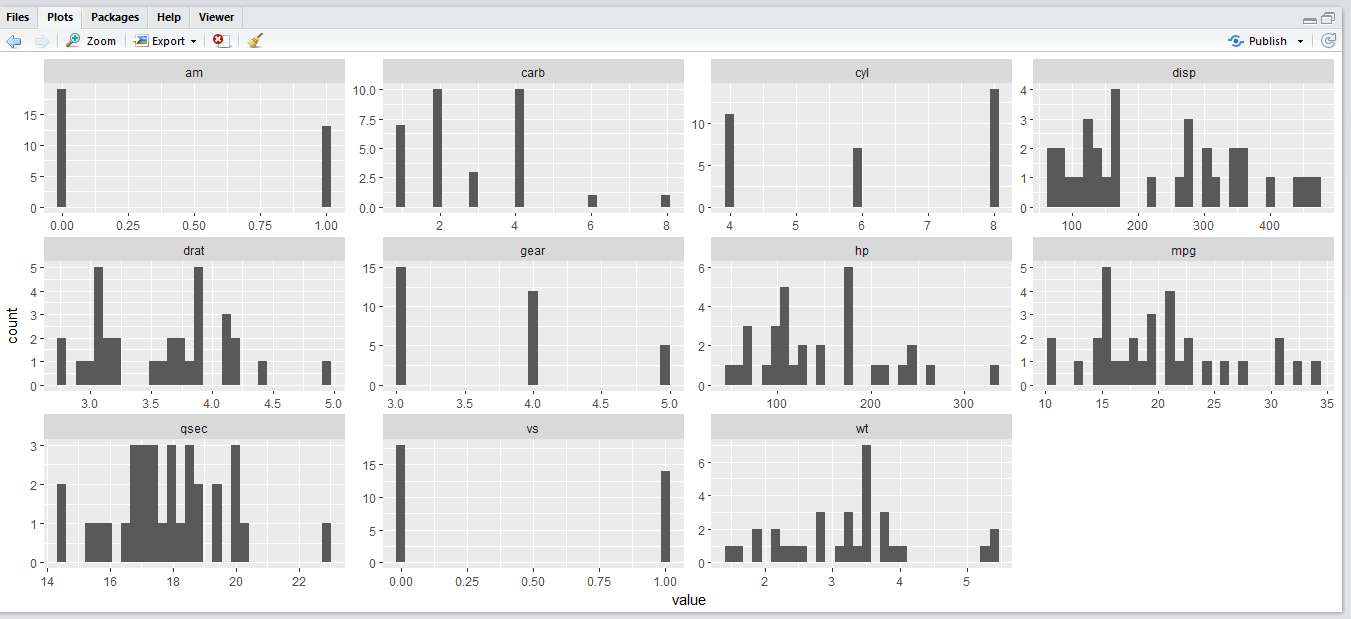 Files Plots Packages Help Viewer
Zoom Export Publish
am carb cyl disp
15 10 5 0
10.0 7.5 5.0 2.5 0.0
10 5 0
4 3 2 1 0
0.00 0.25 0.50 0.75 1.00
2 4 6 8
4 5 6 7 8
100 200 300 400
drat gear hp mpg
count
5 4 3 2 1 0
15 10 5 0
6 4 2 0
5 4 3 2 1 0
3.0 3.5 4.0 4.5 5.0
3.0 3.5 4.0 4.5 5.0
100 200 300
10 15 20 25 30 35
qsec vs wt
3 2 1 0
15 10 5 0
6 4 2 0
14 16 18 20 22
0.00 0.25 0.50 0.75 1.00
2 3 4 5
value